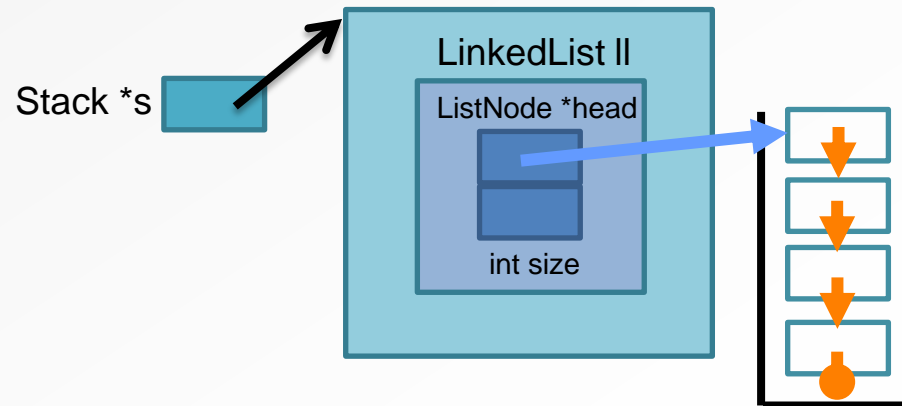 LinkedList ll
Stack *s
ListNode *head
int size